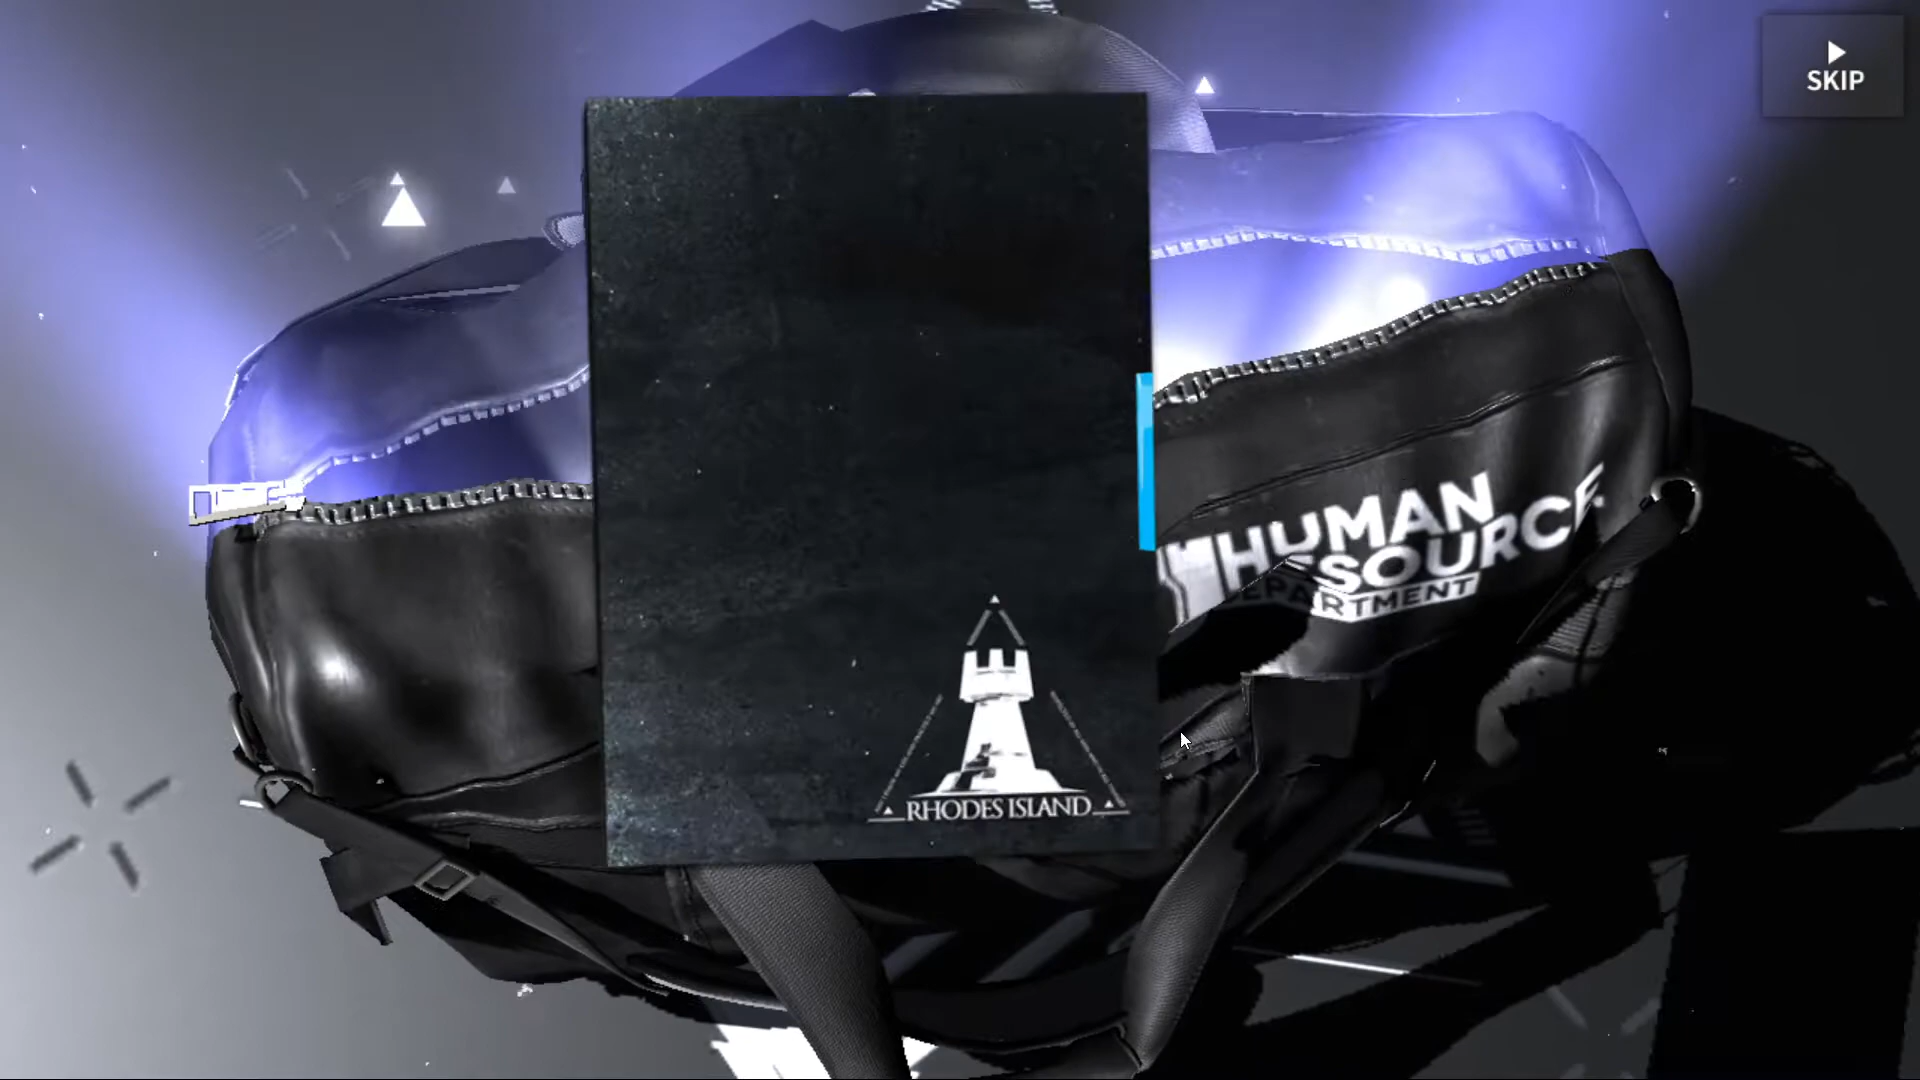 SKIP
HUMAN
RESOURCE
DEPARTMENT
RHODES ISLAND